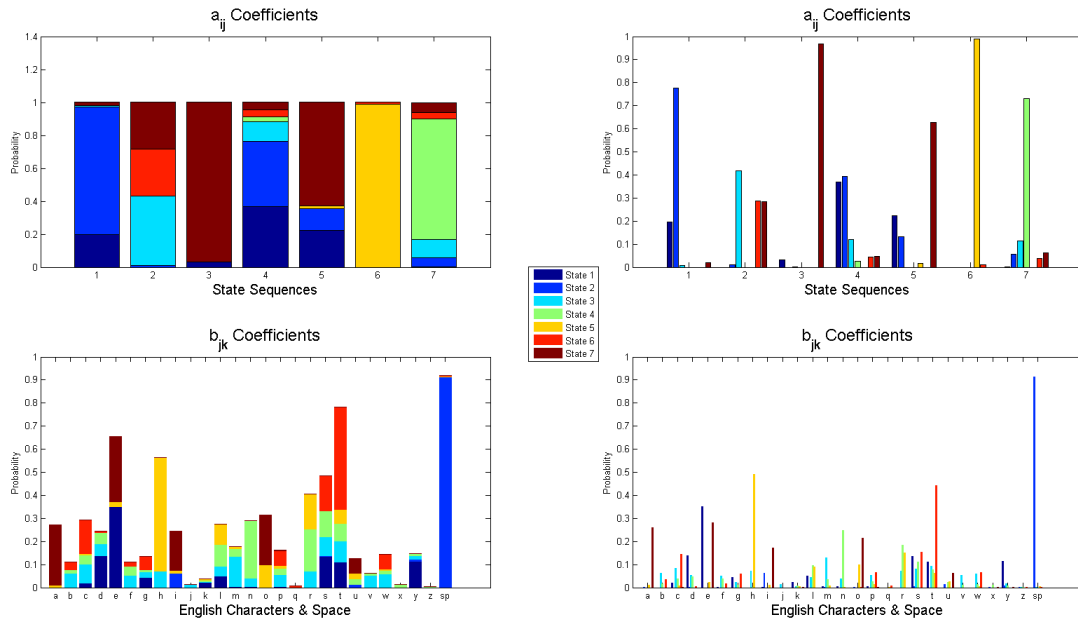 a_ij Coefficients
1.4
1.2
1
0.8
0.6
0.4
0.2
0
Probability
1 2 3 4 5 6 7
State Sequences
a_ij Coefficients
1
0.9
0.8
0.7
0.6
0.5
0.4
0.3
0.2
0.1
0
Probability
1 2 3 4 5 6 7
State Sequences
State 1
State 2
State 3
State 4
State 5
State 6
State 7
b_jk Coefficients
1
0.9
0.8
0.7
0.6
0.5
0.4
0.3
0.2
0.1
0
Probability
a b c d e f g h i j k l m n o p q r s t u v w x y z sp
English Characters & Space
b_jk Coefficients
1
0.9
0.8
0.7
0.6
0.5
0.4
0.3
0.2
0.1
0
Probability
a b c d e f g h i j k l m n o p q r s t u v w x y z sp
English Characters & Space